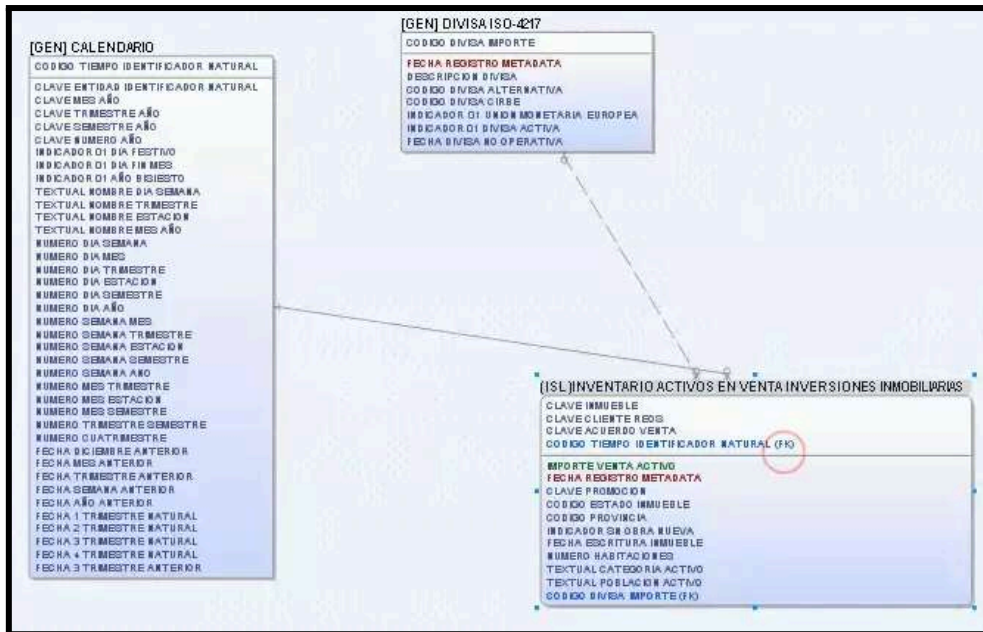 [GEN] CALENDARIO
CODIGO TIEMPO IDENTIFICADOR NATURAL
CLAVE ENTIDAD IDENTIFICADOR NATURAL
CLAVE MES AÑO
CLAVE TRIMESTRE AÑO
CLAVE SEMESTRE AÑO
CLAVE NUMERO AÑO
INDICADOR 01 DIA FESTIVO
INDICADOR 01 DIA FIN MES
INDICADOR 01 AÑO BISIESTO
TEXTUAL NOMBRE DIA SEMANA
TEXTUAL NOMBRE TRIMESTRE
TEXTUAL NOMBRE ESTACION
TEXTUAL NOMBRE MES AÑO
NUMERO DIA SEMANA
NUMERO DIA MES
NUMERO DIA TRIMESTRE
NUMERO DIA ESTACION
NUMERO DIA SEMESTRE
NUMERO DIA AÑO
NUMERO SEMANA MES
NUMERO SEMANA TRIMESTRE
NUMERO SEMANA ESTACION
NUMERO SEMANA SEMESTRE
NUMERO SEMANA ANO
NUMERO MES TRIMESTRE
NUMERO MES ESTACION
NUMERO MES SEMESTRE
NUMERO TRIMESTRE SEMESTRE
NUMERO CUATRIMESTRE
FECHA DICIEMBRE ANTERIOR
FECHA MES ANTERIOR
FECHA TRIMESTRE ANTERIOR
FECHA SEMANA ANTERIOR
FECHA AÑO ANTERIOR
FECHA 1 TRIMESTRE NATURAL
FECHA 2 TRIMESTRE NATURAL
FECHA 3 TRIMESTRE NATURAL
FECHA 4 TRIMESTRE NATURAL
FECHA 3 TRIMESTRE ANTERIOR
[GEN] DIVISA ISO-4217
CODIGO DIVISA IMPORTE
FECHA REGISTRO METADATA
DESCRIPCION DIVISA
CODIGO DIVISA ALTERNATIVA
CODIGO DIVISA CIRBE
INDICADOR 01 UNION MONETARIA EUROPEA
INDICADOR 01 DIVISA ACTIVA
FECHA DIVISA NO OPERATIVA
(ISL)INVENTARIO ACTIVOS EN VENTA INVERSIONES INMOBILIARIAS
CLAVE INMUEBLE
CLAVE CLIENTE REOS
CLAVE ACUERDO VENTA
CODIGO TIEMPO IDENTIFICADOR NATURAL (FK)
IMPORTE VENTA ACTIVO
FECHA REGISTRO METADATA
CLAVE PROMOCION
CODIGO ESTADO INMUEBLE
CODIGO PROVINCIA
INDICADOR SN OBRA NUEVA
FECHA ESCRITURA INMUEBLE
NUMERO HABITACIONES
TEXTUAL CATEGORIA ACTIVO
TEXTUAL POBLACION ACTIVO
CODIGO DIVISA IMPORTE (FK)